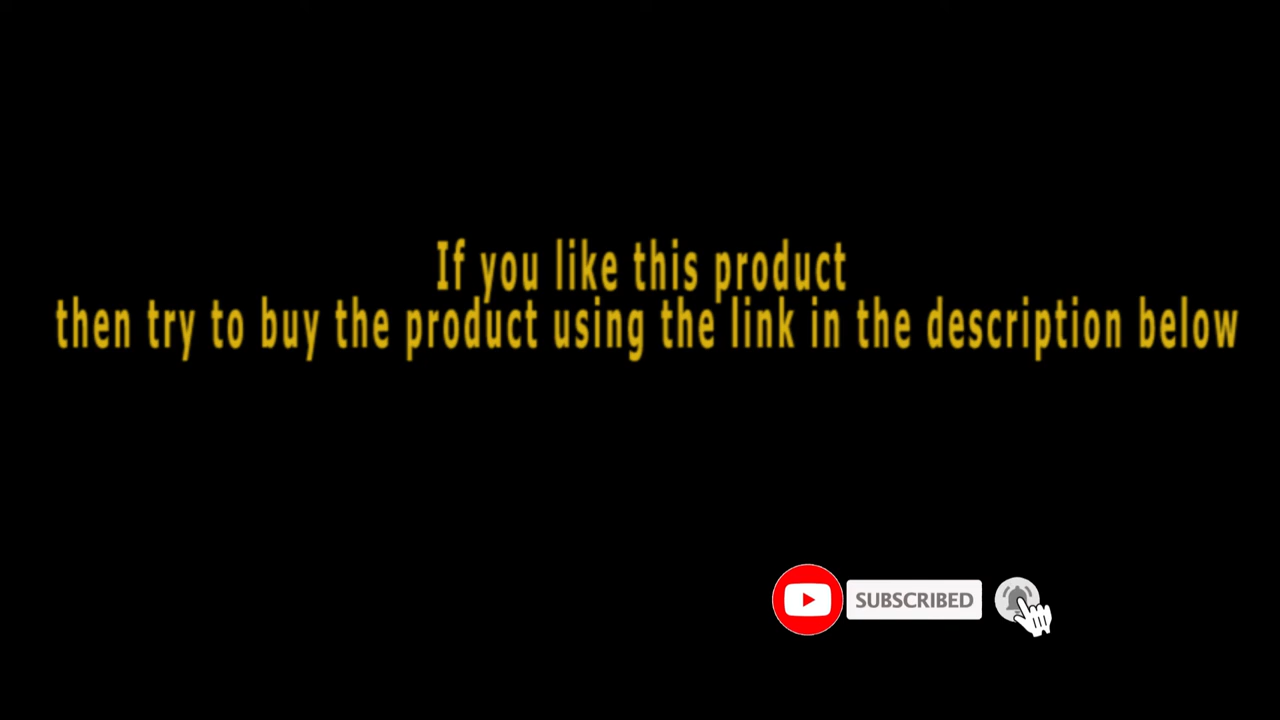 If you like this product
then try to buy the product using the link in the description below
SUBSCRIBED